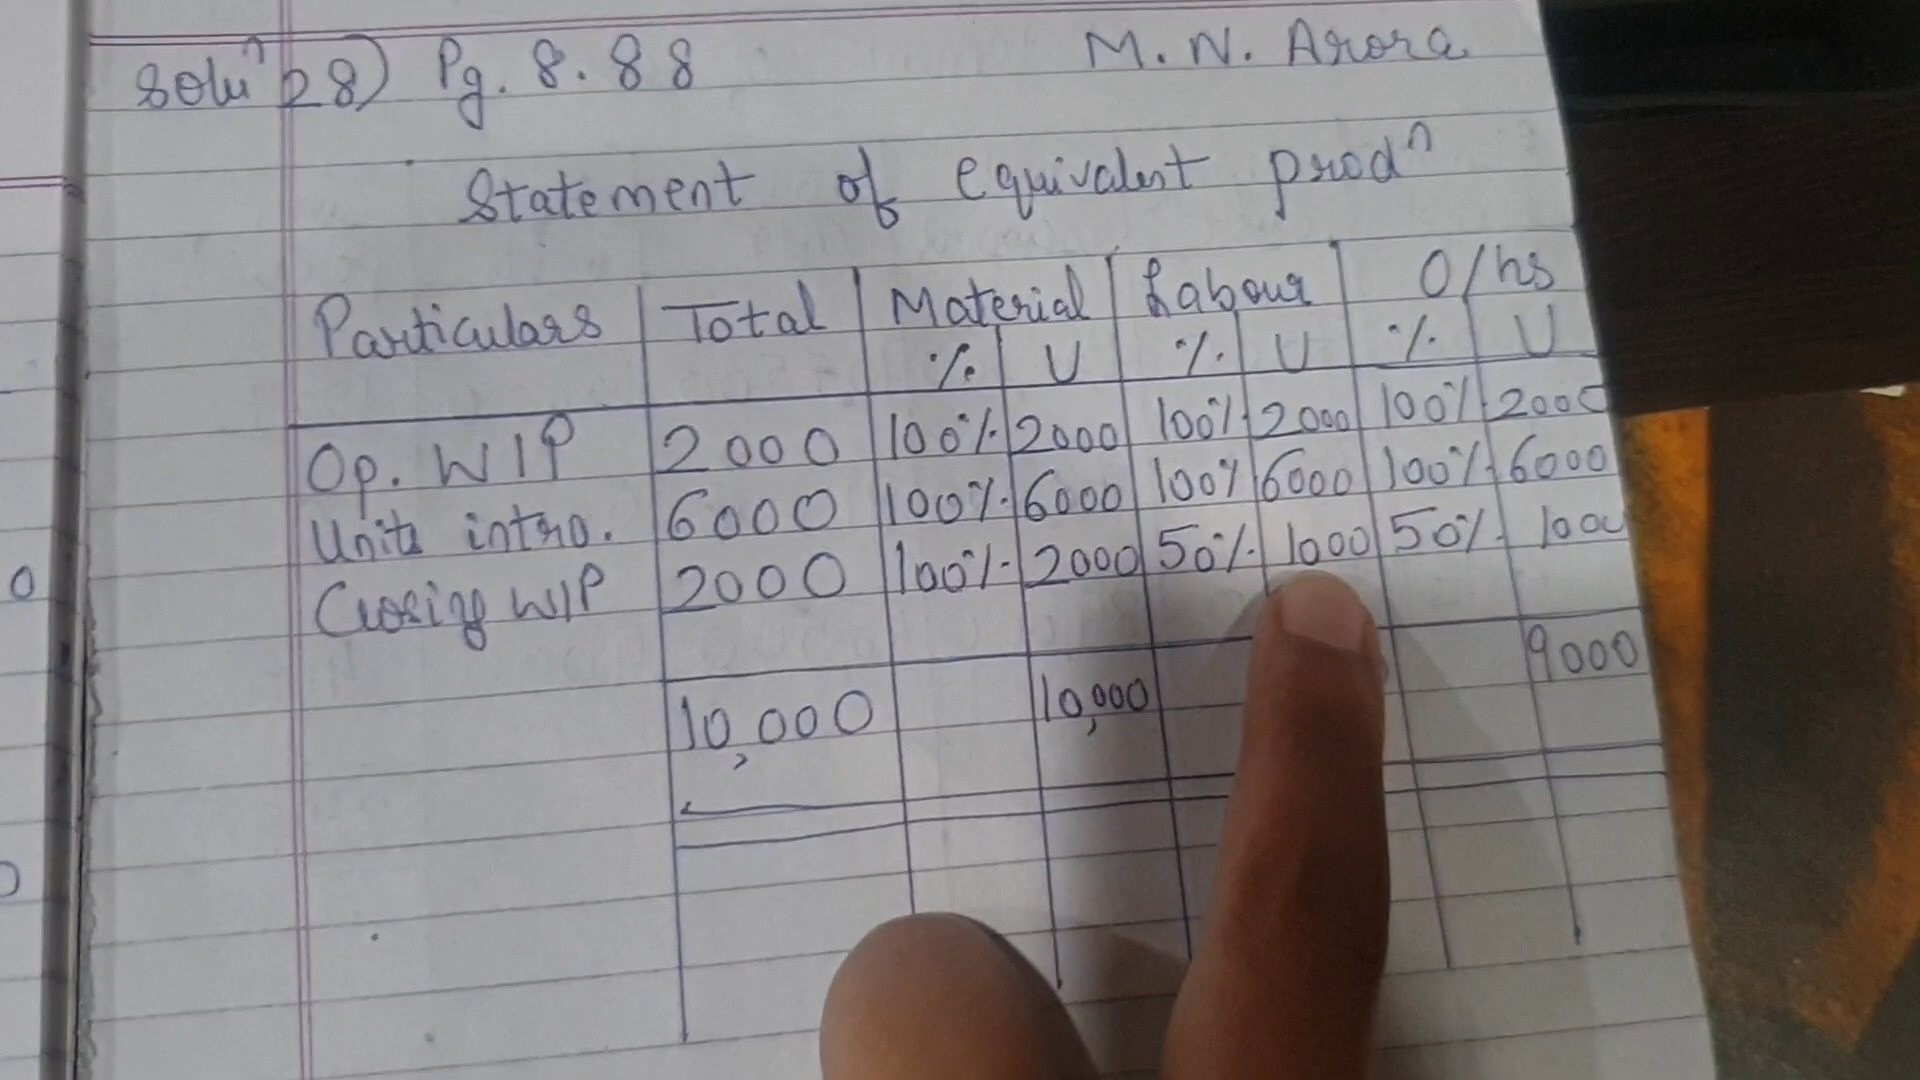 Soluⁿ 28) Pg. 8.88 M. N. Arora
Statement of equivalent prodⁿ
Particulars Total Material Labour O/hs
% U % U % U
Op. WIP 2000 100% 2000 100% 2000 100% 2000
Units intro. 6000 100% 6000 100% 6000 100% 6000
Closing WIP 2000 100% 2000 50% 1000 50% 1000
10,000 10,000 9000